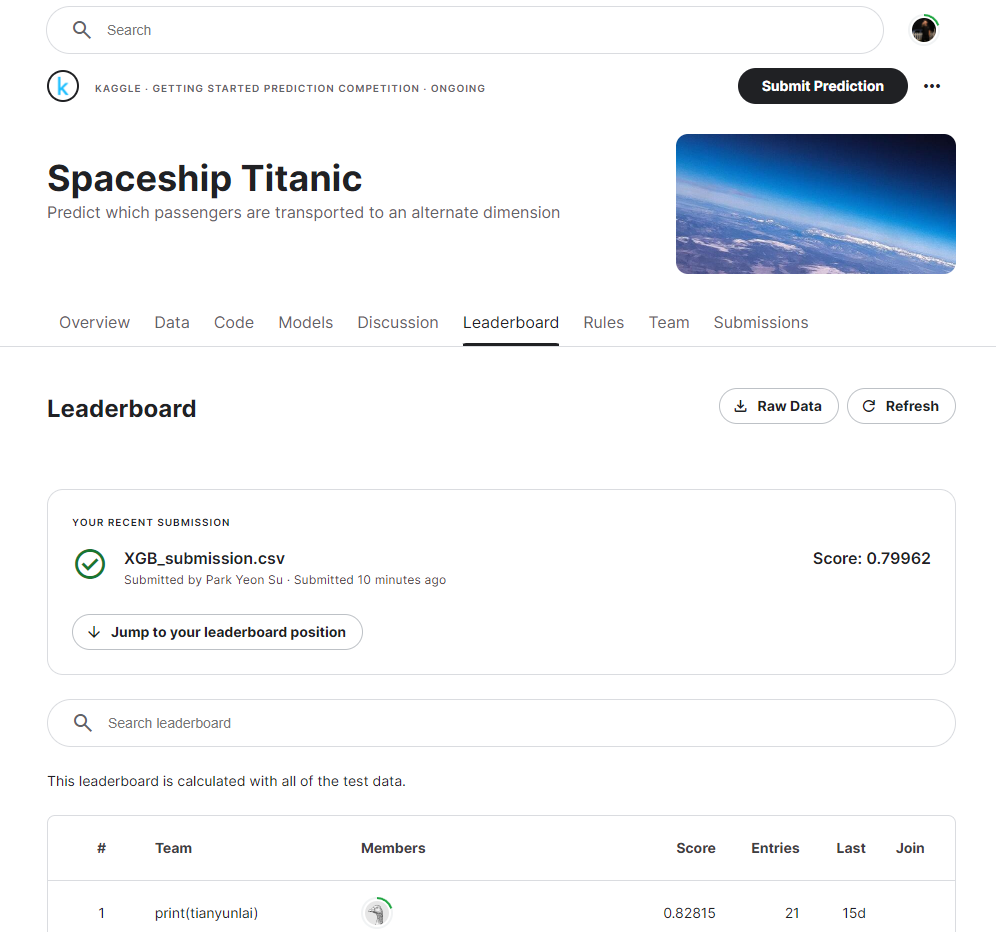 Search
k
KAGGLE · GETTING STARTED PREDICTION COMPETITION · ONGOING
Submit Prediction
Spaceship Titanic
Predict which passengers are transported to an alternate dimension
Overview Data Code Models Discussion Leaderboard Rules Team Submissions
Leaderboard
Raw Data Refresh
YOUR RECENT SUBMISSION
XGB_submission.csv Score: 0.79962
Submitted by Park Yeon Su · Submitted 10 minutes ago
Jump to your leaderboard position
Search leaderboard
This leaderboard is calculated with all of the test data.
# Team Members Score Entries Last Join
1 print(tianyunlai) 0.82815 21 15d